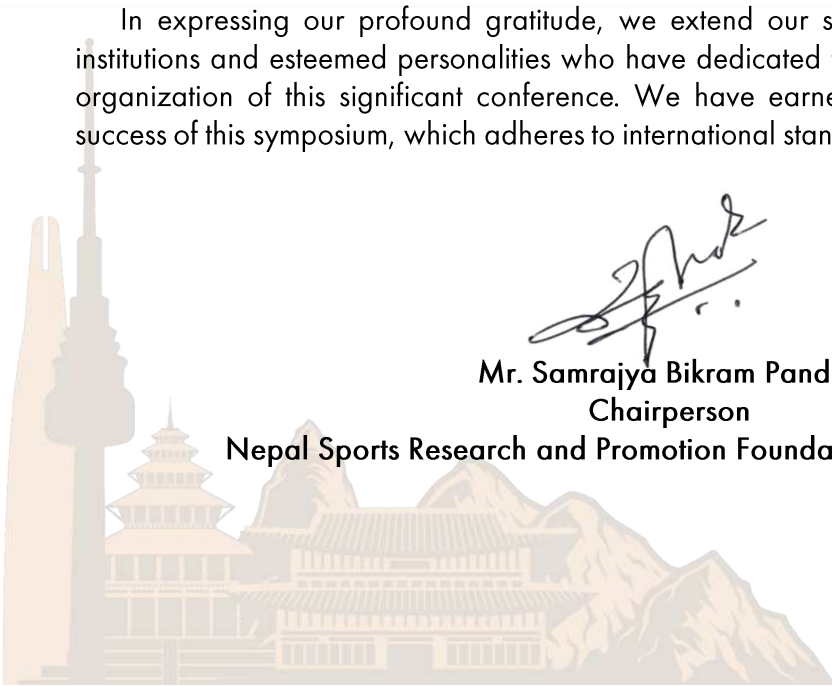 In expressing our profound gratitude, we extend our s
institutions and esteemed personalities who have dedicated
organization of this significant conference. We have earne
success of this symposium, which adheres to international stan
Mr. Samrajya Bikram Pand
Chairperson
Nepal Sports Research and Promotion Founda